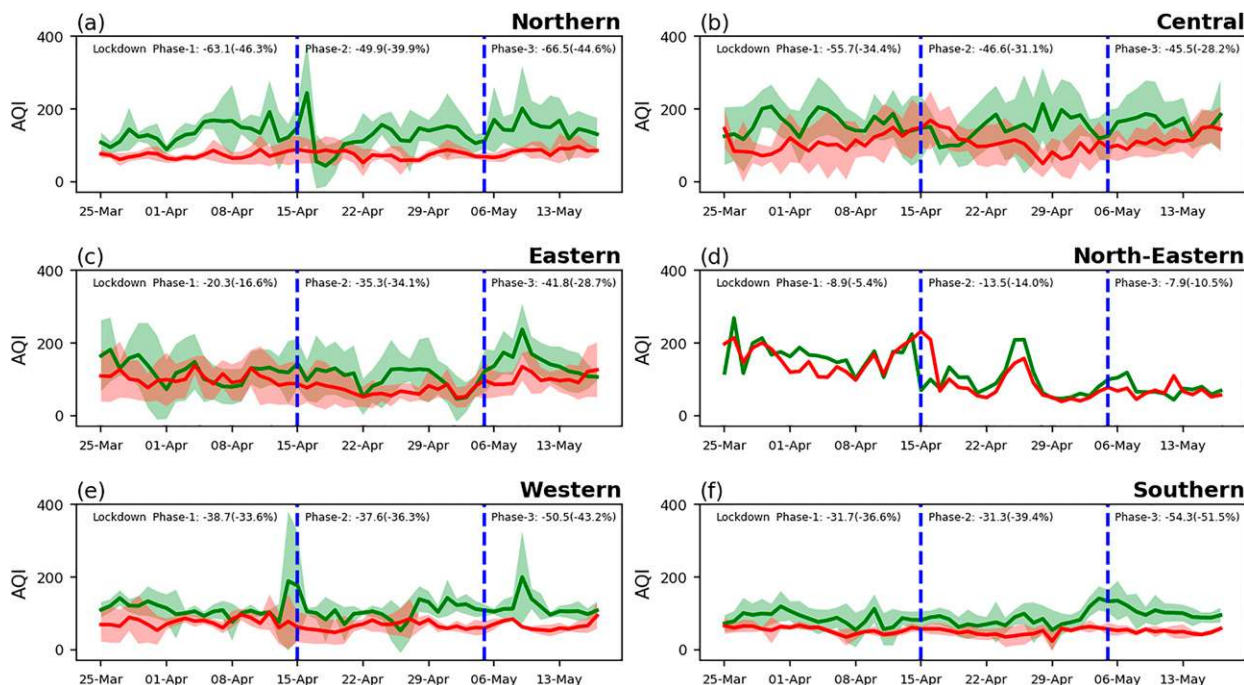 (a) Northern
Lockdown Phase-1: -63.1(-46.3%) Phase-2: -49.9(-39.9%) Phase-3: -66.5(-44.6%)
400
200
0
AQI
25-Mar 01-Apr 08-Apr 15-Apr 22-Apr 29-Apr 06-May 13-May
(b) Central
Phase-1: -55.7(-34.4%) Phase-2: -46.6(-31.1%) Phase-3: -45.5(-28.2%)
400
200
0
AQI
25-Mar 01-Apr 08-Apr 15-Apr 22-Apr 29-Apr 06-May 13-May
(c) Eastern
Lockdown Phase-1: -20.3(-16.6%) Phase-2: -35.3(-34.1%) Phase-3: -41.8(-28.7%)
400
200
0
AQI
25-Mar 01-Apr 08-Apr 15-Apr 22-Apr 29-Apr 06-May 13-May
(d) North-Eastern
Lockdown Phase-1: -8.9(-5.4%) Phase-2: -13.5(-14.0%) Phase-3: -7.9(-10.5%)
400
200
0
AQI
25-Mar 01-Apr 08-Apr 15-Apr 22-Apr 29-Apr 06-May 13-May
(e) Western
Lockdown Phase-1: -38.7(-33.6%) Phase-2: -37.6(-36.3%) Phase-3: -50.5(-43.2%)
400
200
0
AQI
25-Mar 01-Apr 08-Apr 15-Apr 22-Apr 29-Apr 06-May 13-May
(f) Southern
Lockdown Phase-1: -31.7(-36.6%) Phase-2: -31.3(-39.4%) Phase-3: -54.3(-51.5%)
400
200
0
AQI
25-Mar 01-Apr 08-Apr 15-Apr 22-Apr 29-Apr 06-May 13-May